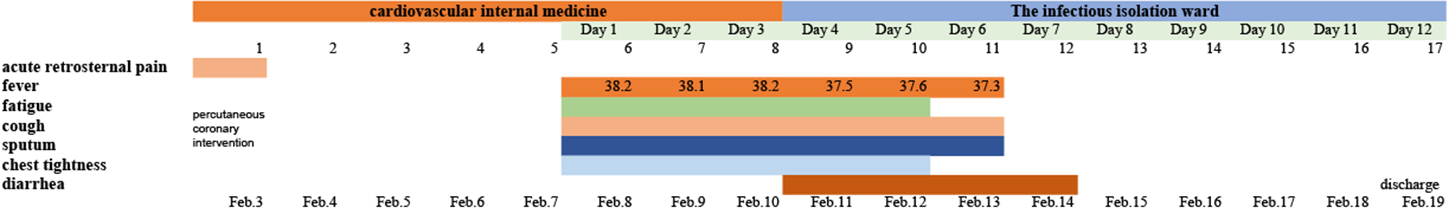 cardiovascular internal medicine The infectious isolation ward
Day 1 Day 2 Day 3 Day 4 Day 5 Day 6 Day 7 Day 8 Day 9 Day 10 Day 11 Day 12
1 2 3 4 5 6 7 8 9 10 11 12 13 14 15 16 17
acute retrosternal pain
fever 38.2 38.1 38.2 37.5 37.6 37.3
fatigue
percutaneous
cough
coronary
sputum
intervention
chest tightness
diarrhea discharge
Feb.3 Feb.4 Feb.5 Feb.6 Feb.7 Feb.8 Feb.9 Feb.10 Feb.11 Feb.12 Feb.13 Feb.14 Feb.15 Feb.16 Feb.17 Feb.18 Feb.19